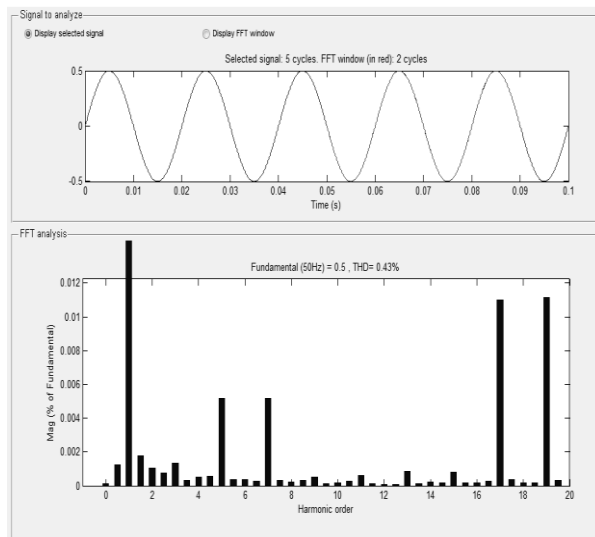 Signal to analyze
Display selected signal
Display FFT window
Selected signal: 5 cycles. FFT window (in red): 2 cycles
0.5
0
-0.5
0 0.01 0.02 0.03 0.04 0.05 0.06 0.07 0.08 0.09 0.1
Time (s)
FFT analysis
Fundamental (50Hz) = 0.5 , THD= 0.43%
0.012
0.01
0.008
0.006
0.004
0.002
0
Mag (% of Fundamental)
0 2 4 6 8 10 12 14 16 18 20
Harmonic order